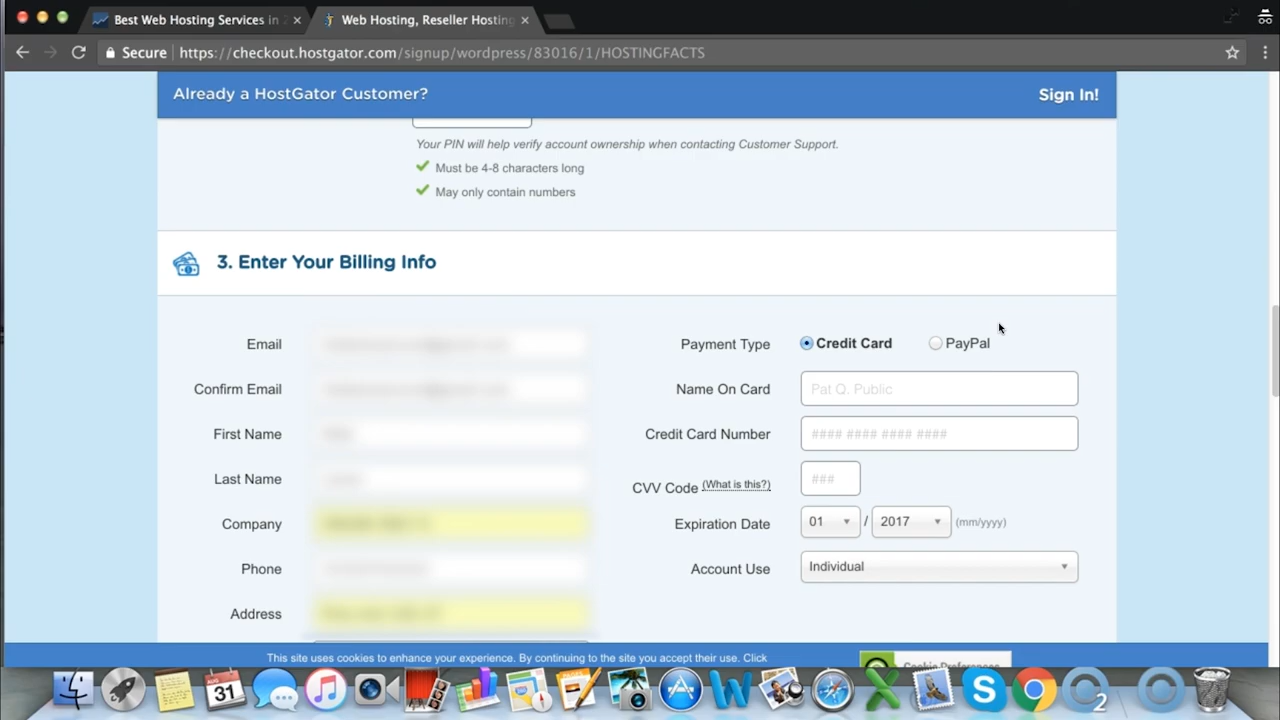 Best Web Hosting Services in 2
Web Hosting, Reseller Hosting
Secure https://checkout.hostgator.com/signup/wordpress/83016/1/HOSTINGFACTS
Already a HostGator Customer? Sign In!
Your PIN will help verify account ownership when contacting Customer Support.
Must be 4-8 characters long
May only contain numbers
3. Enter Your Billing Info
Email
Confirm Email
First Name
Last Name
Company
Phone
Address
Payment Type Credit Card PayPal
Name On Card Pat Q. Public
Credit Card Number #### #### #### ####
CVV Code (What is this?) ###
Expiration Date 01 / 2017 (mm/yyyy)
Account Use Individual
This site uses cookies to enhance your experience. By continuing to the site you accept their use. Click
Cookie Preferences
AUG
31
2